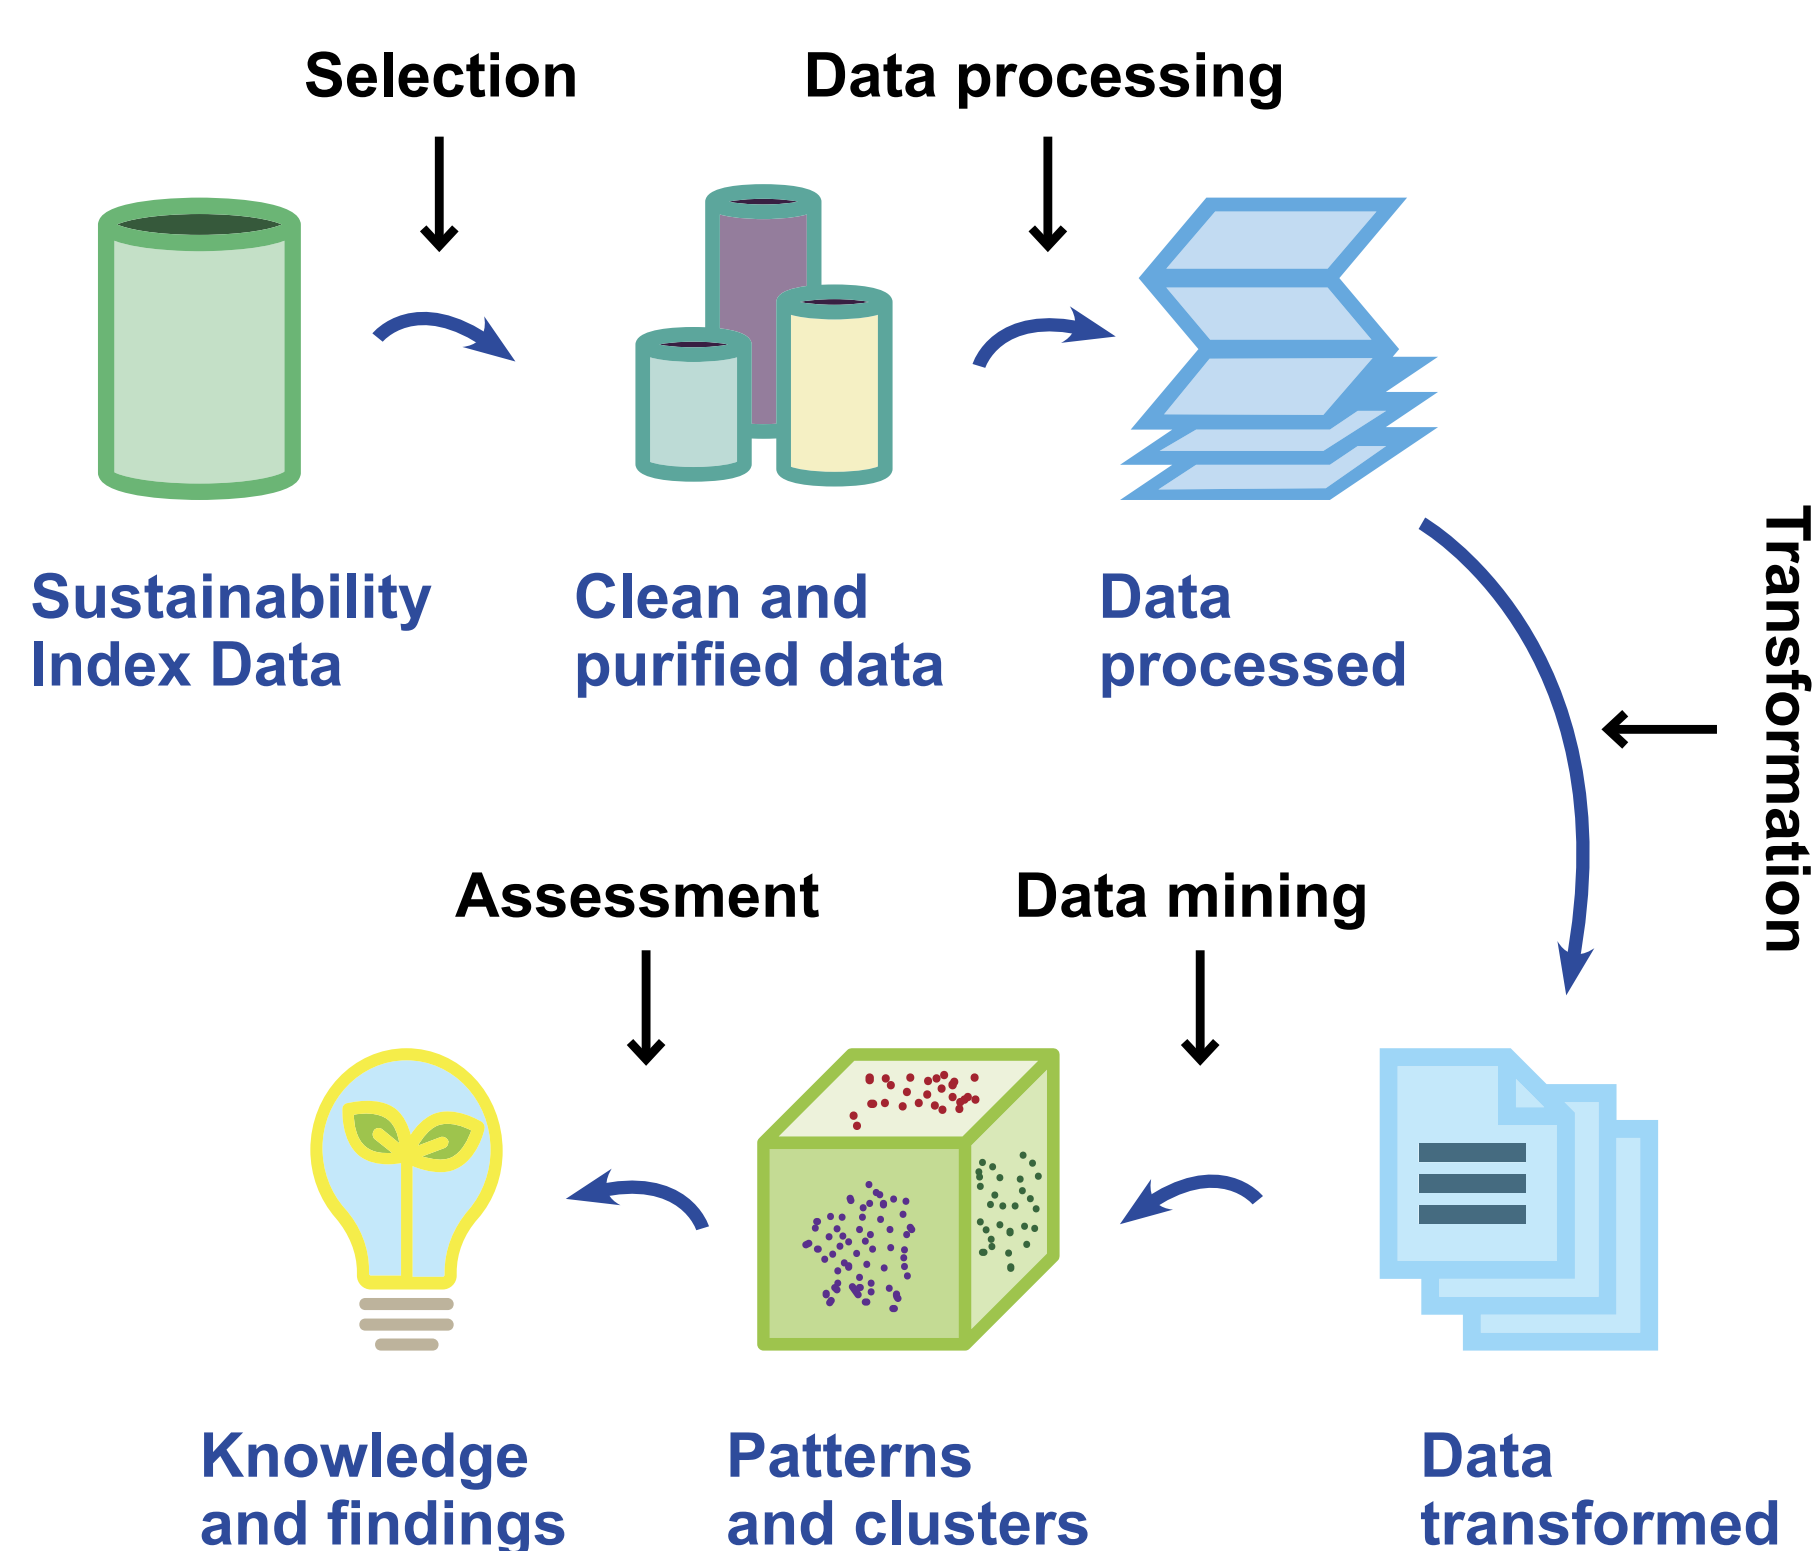 Selection
Data processing
Sustainability
Index Data
Clean and
purified data
Data
processed
Transformation
Assessment
Data mining
Knowledge
and findings
Patterns
and clusters
Data
transformed